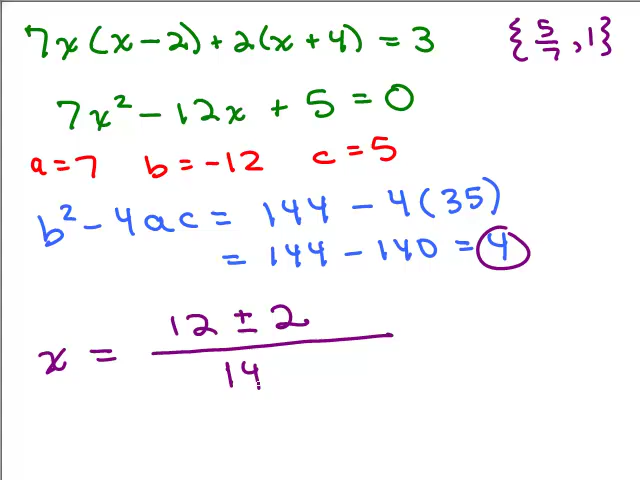 7x(x-2)+2(x+4)=3 {5/7, 1}
7x²-12x+5=0
a=7 b=-12 c=5
b²-4ac=144-4(35)
=144-140=4
x = (12±2)/14